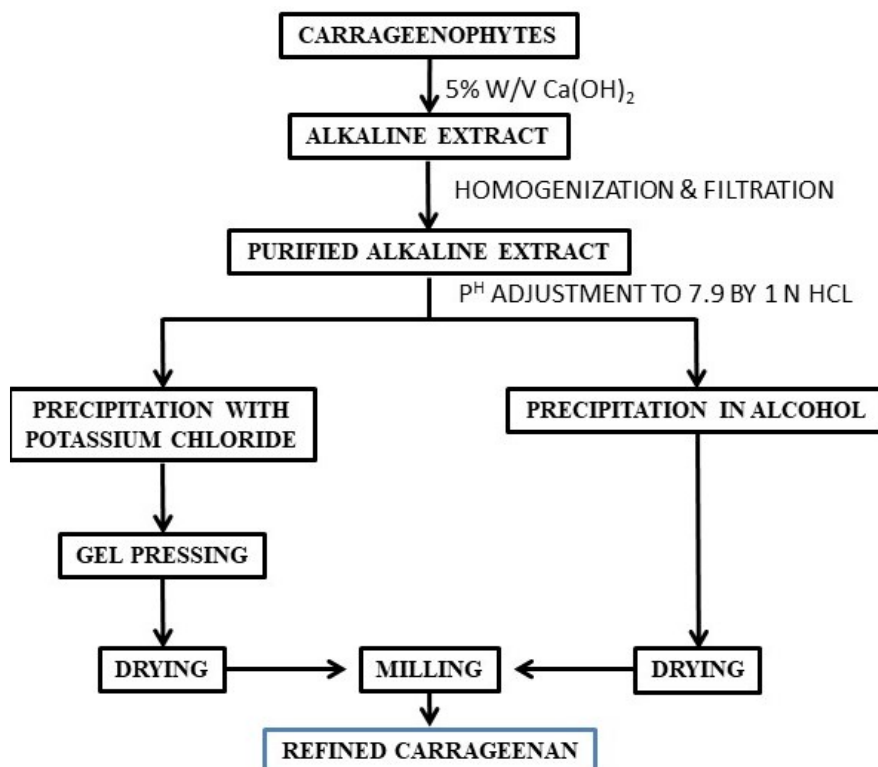 CARRAGEENOPHYTES
5% W/V Ca(OH)₂
ALKALINE EXTRACT
HOMOGENIZATION & FILTRATION
PURIFIED ALKALINE EXTRACT
Pᴴ ADJUSTMENT TO 7.9 BY 1 N HCL
PRECIPITATION WITH
POTASSIUM CHLORIDE
PRECIPITATION IN ALCOHOL
GEL PRESSING
DRYING
MILLING
DRYING
REFINED CARRAGEENAN